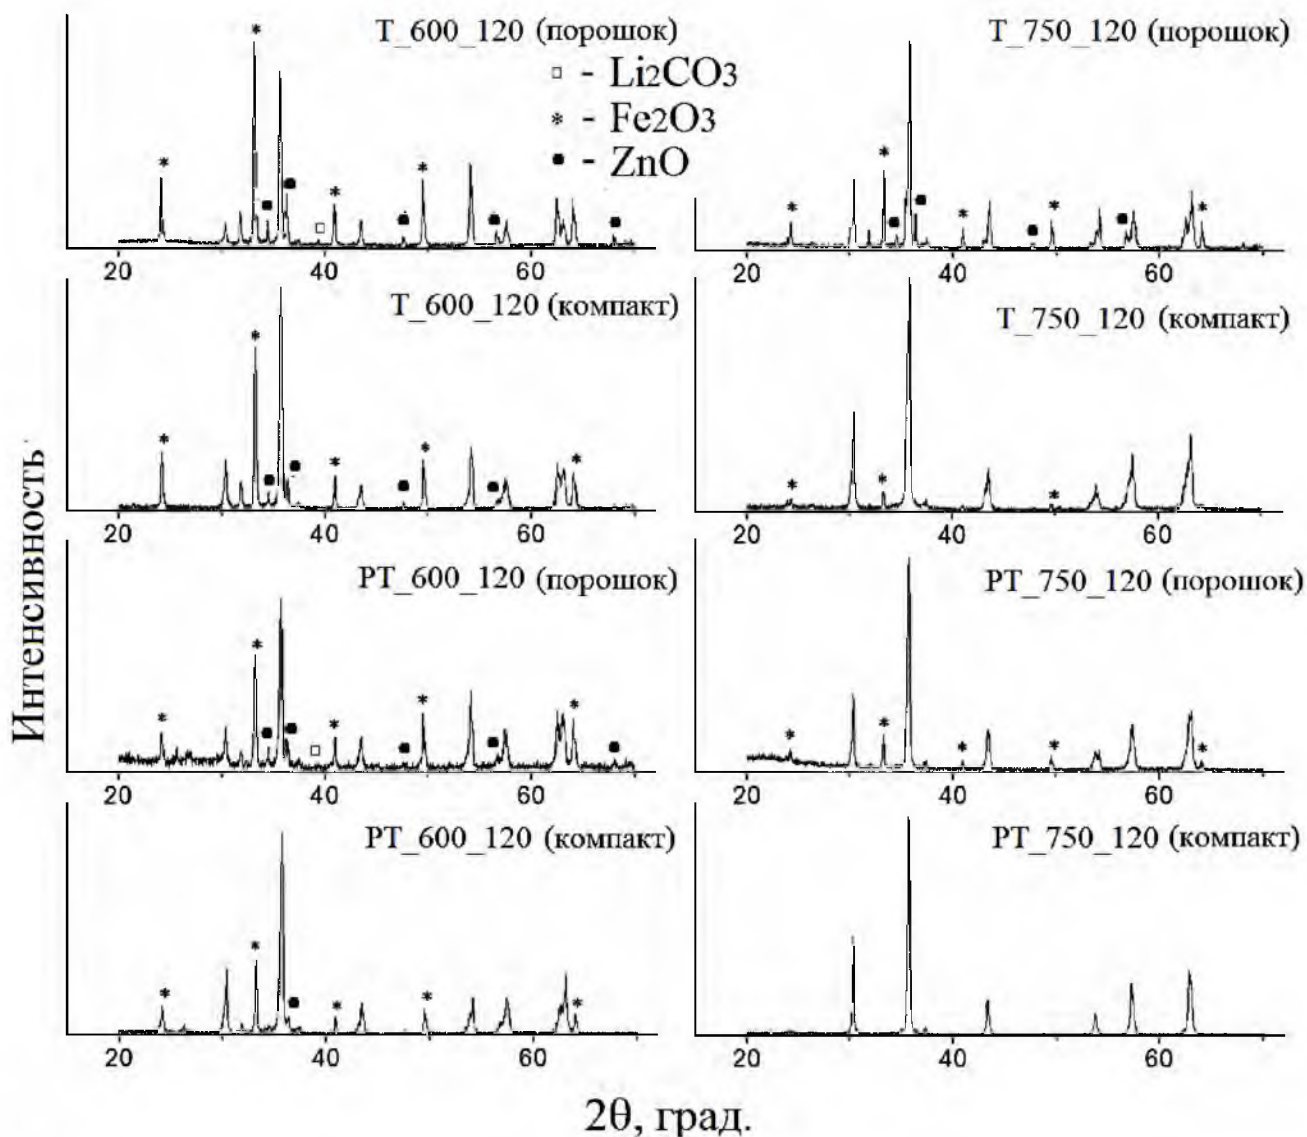 T_600_120 (порошок)
□ - Li2CO3
* - Fe2O3
● - ZnO
20 40 60
T_750_120 (порошок)
20 40 60
T_600_120 (компакт)
20 40 60
T_750_120 (компакт)
20 40 60
PT_600_120 (порошок)
20 40 60
PT_750_120 (порошок)
20 40 60
PT_600_120 (компакт)
20 40 60
PT_750_120 (компакт)
20 40 60
Интенсивность
2θ, град.